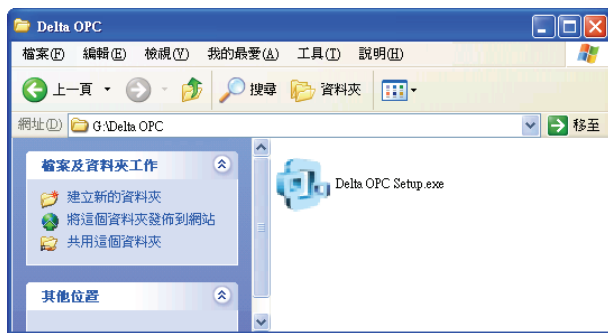 Delta OPC
檔案(F) 編輯(E) 檢視(V) 我的最愛(A) 工具(T) 說明(H)
上一頁 搜尋 資料夾
網址(D) G:\Delta OPC 移至
檔案及資料夾工作
建立新的資料夾
將這個資料夾發佈到網站
共用這個資料夾
其他位置
Delta OPC Setup.exe